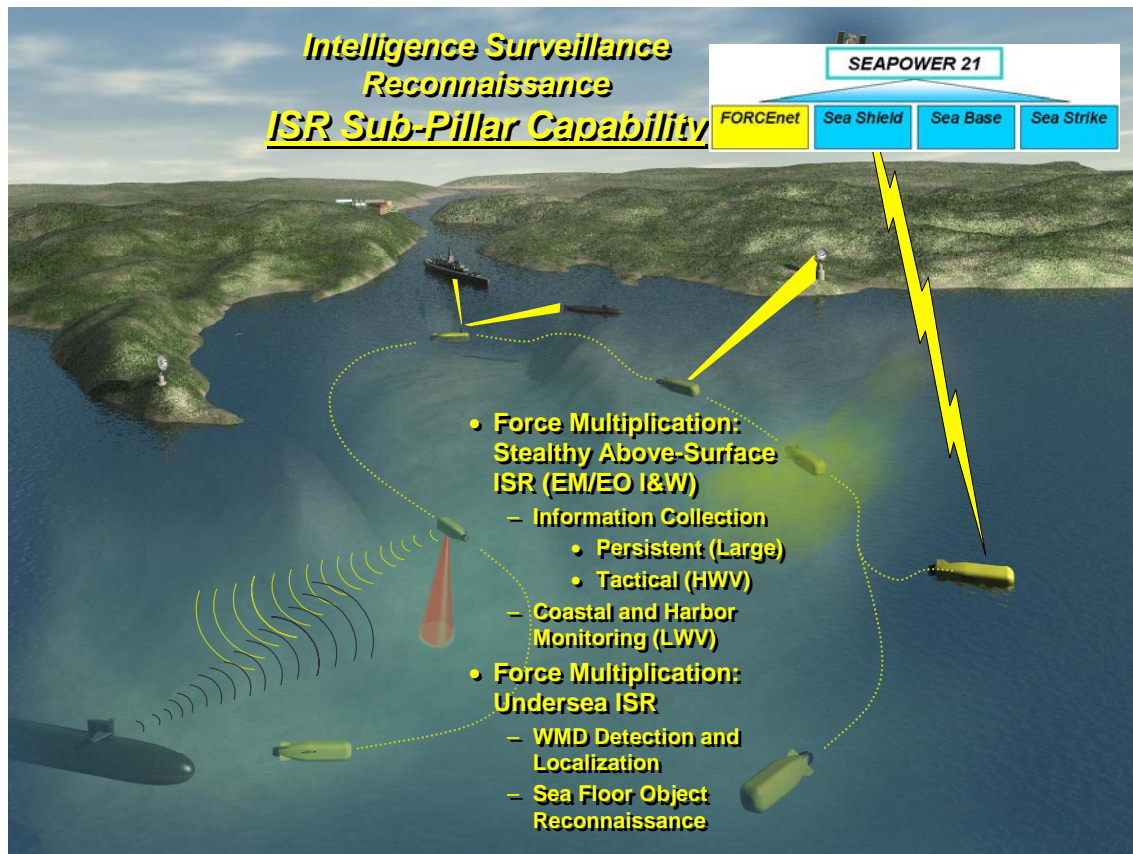 Intelligence Surveillance
Reconnaissance
ISR Sub-Pillar Capability
SEAPOWER 21
FORCEnet
Sea Shield
Sea Base
Sea Strike
• Force Multiplication:
Stealthy Above-Surface
ISR (EM/EO I&W)
– Information Collection
• Persistent (Large)
• Tactical (HWV)
– Coastal and Harbor
Monitoring (LWV)
• Force Multiplication:
Undersea ISR
– WMD Detection and
Localization
– Sea Floor Object
Reconnaissance